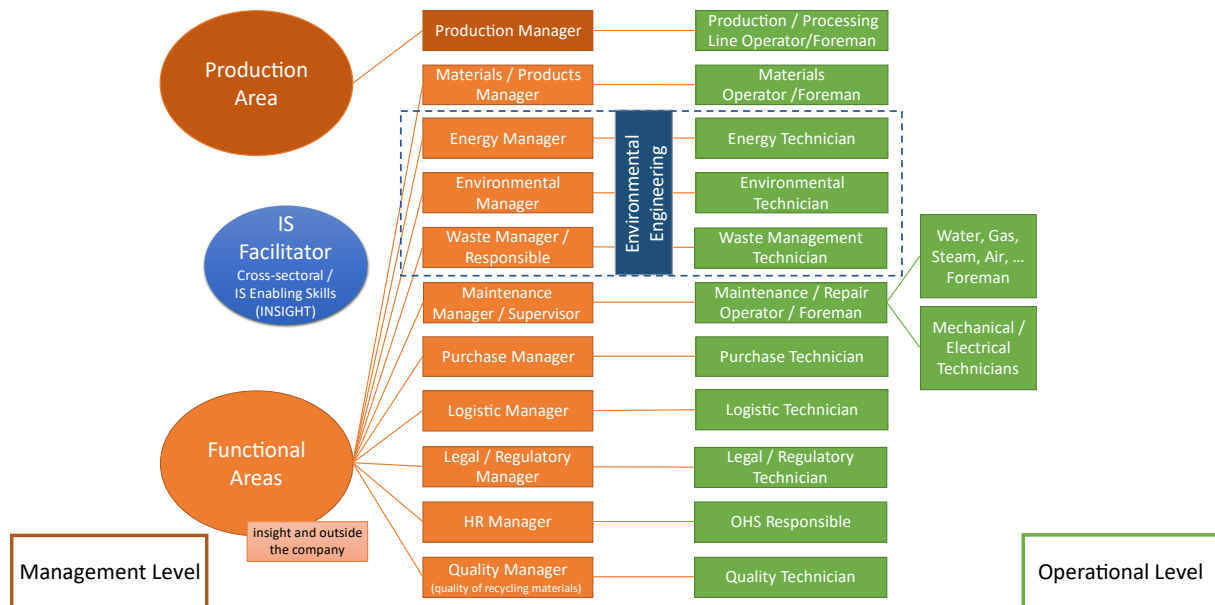 Production
Area
Production Manager
Production / Processing
Line Operator/Foreman
Materials / Products
Manager
Materials
Operator /Foreman
Energy Manager
Energy Technician
Environmental
Manager
Environmental
Technician
Waste Manager /
Responsible
Waste Management
Technician
Environmental
Engineering
IS
Facilitator
Cross-sectoral /
IS Enabling Skills
(INSIGHT)
Maintenance
Manager / Supervisor
Maintenance / Repair
Operator / Foreman
Water, Gas,
Steam, Air, ...
Foreman
Mechanical /
Electrical
Technicians
Purchase Manager
Purchase Technician
Logistic Manager
Logistic Technician
Functional
Areas
Legal / Regulatory
Manager
Legal / Regulatory
Technician
HR Manager
OHS Responsible
insight and outside
the company
Quality Manager
(quality of recycling materials)
Quality Technician
Management Level
Operational Level